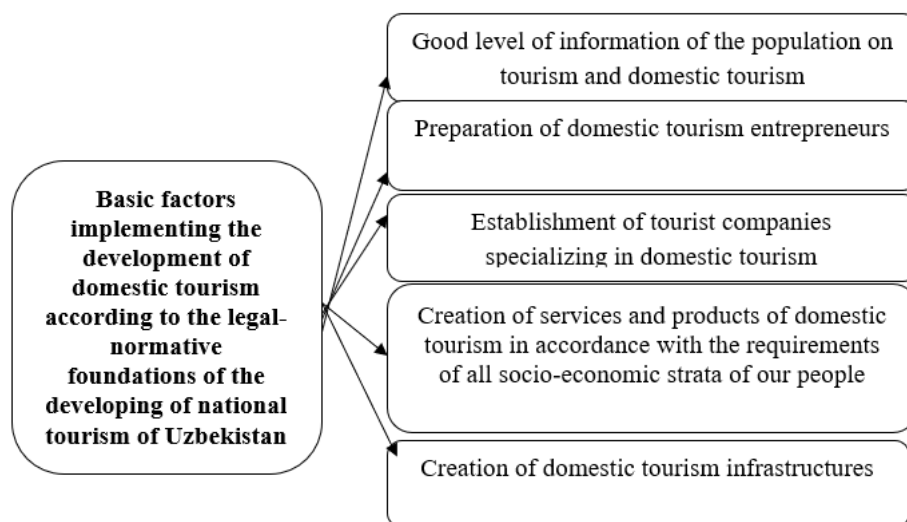 Basic factors
implementing the
development of
domestic tourism
according to the legal-
normative
foundations of the
developing of national
tourism of Uzbekistan
Good level of information of the population on
tourism and domestic tourism
Preparation of domestic tourism entrepreneurs
Establishment of tourist companies
specializing in domestic tourism
Creation of services and products of domestic
tourism in accordance with the requirements
of all socio-economic strata of our people
Creation of domestic tourism infrastructures